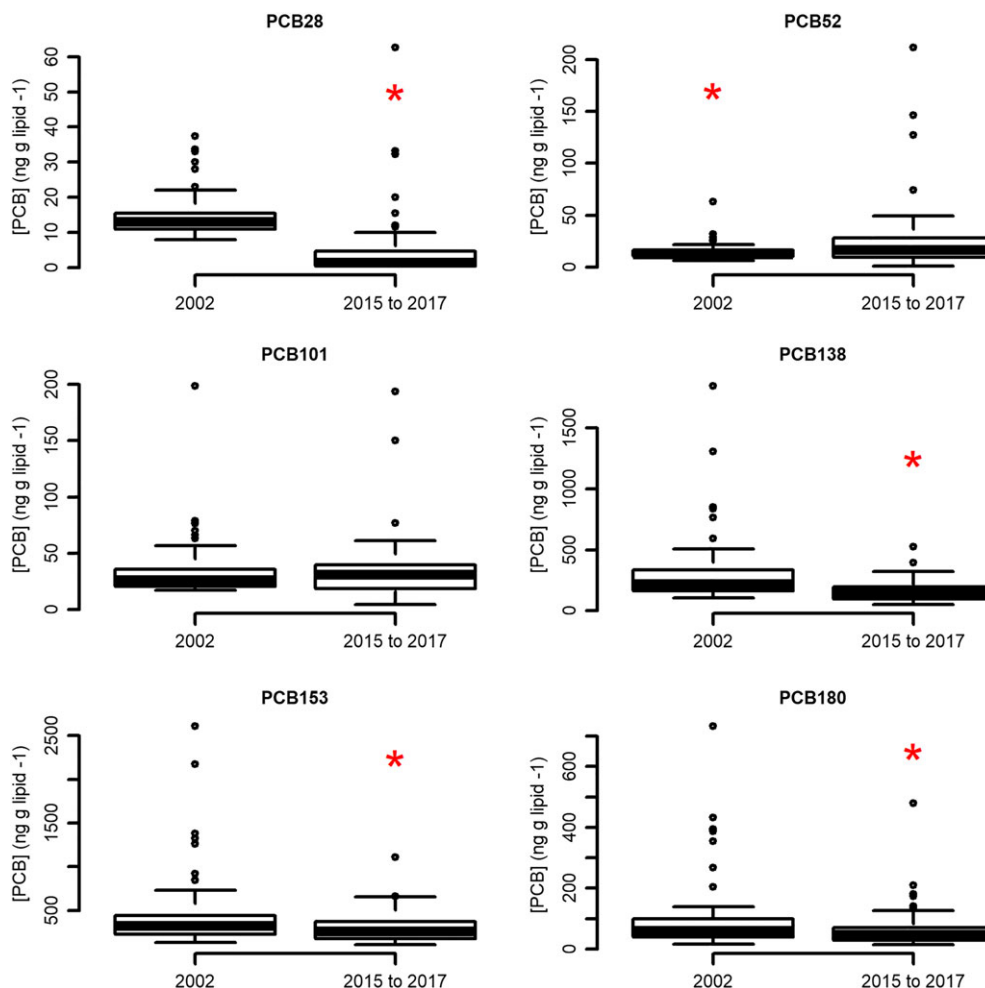 PCB28
[PCB] (ng g lipid -1)
60
50
40
30
20
10
0
*
2002
2015 to 2017
PCB52
[PCB] (ng g lipid -1)
200
150
100
50
0
*
2002
2015 to 2017
PCB101
[PCB] (ng g lipid -1)
200
150
100
50
0
2002
2015 to 2017
PCB138
[PCB] (ng g lipid -1)
1500
1000
500
0
*
2002
2015 to 2017
PCB153
[PCB] (ng g lipid -1)
2500
1500
500
*
2002
2015 to 2017
PCB180
[PCB] (ng g lipid -1)
600
400
200
0
*
2002
2015 to 2017